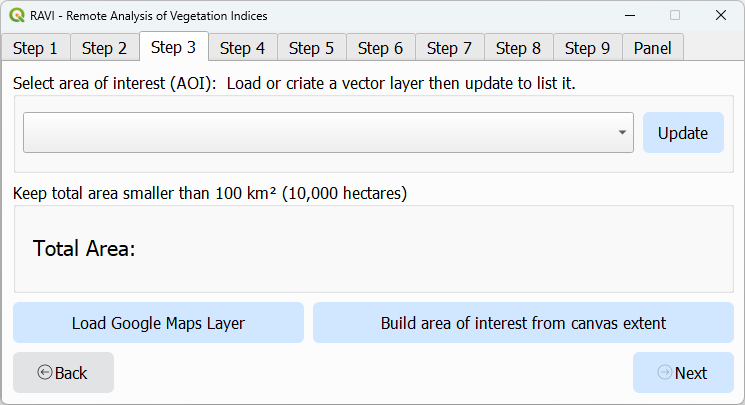 RAVI - Remote Analysis of Vegetation Indices
Step 1 Step 2 Step 3 Step 4 Step 5 Step 6 Step 7 Step 8 Step 9 Panel
Select area of interest (AOI):  Load or criate a vector layer then update to list it.
Update
Keep total area smaller than 100 km² (10,000 hectares)
Total Area:
Load Google Maps Layer Build area of interest from canvas extent
Back Next